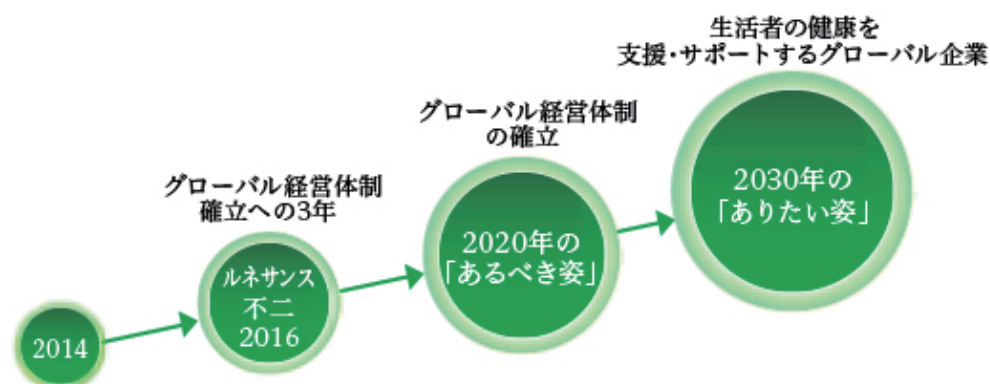 生活者の健康を
支援・サポートするグローバル企業
グローバル経営体制
の確立
グローバル経営体制
確立への3年
2030年の
「ありたい姿」
2020年の
「あるべき姿」
ルネサンス
不二
2016
2014